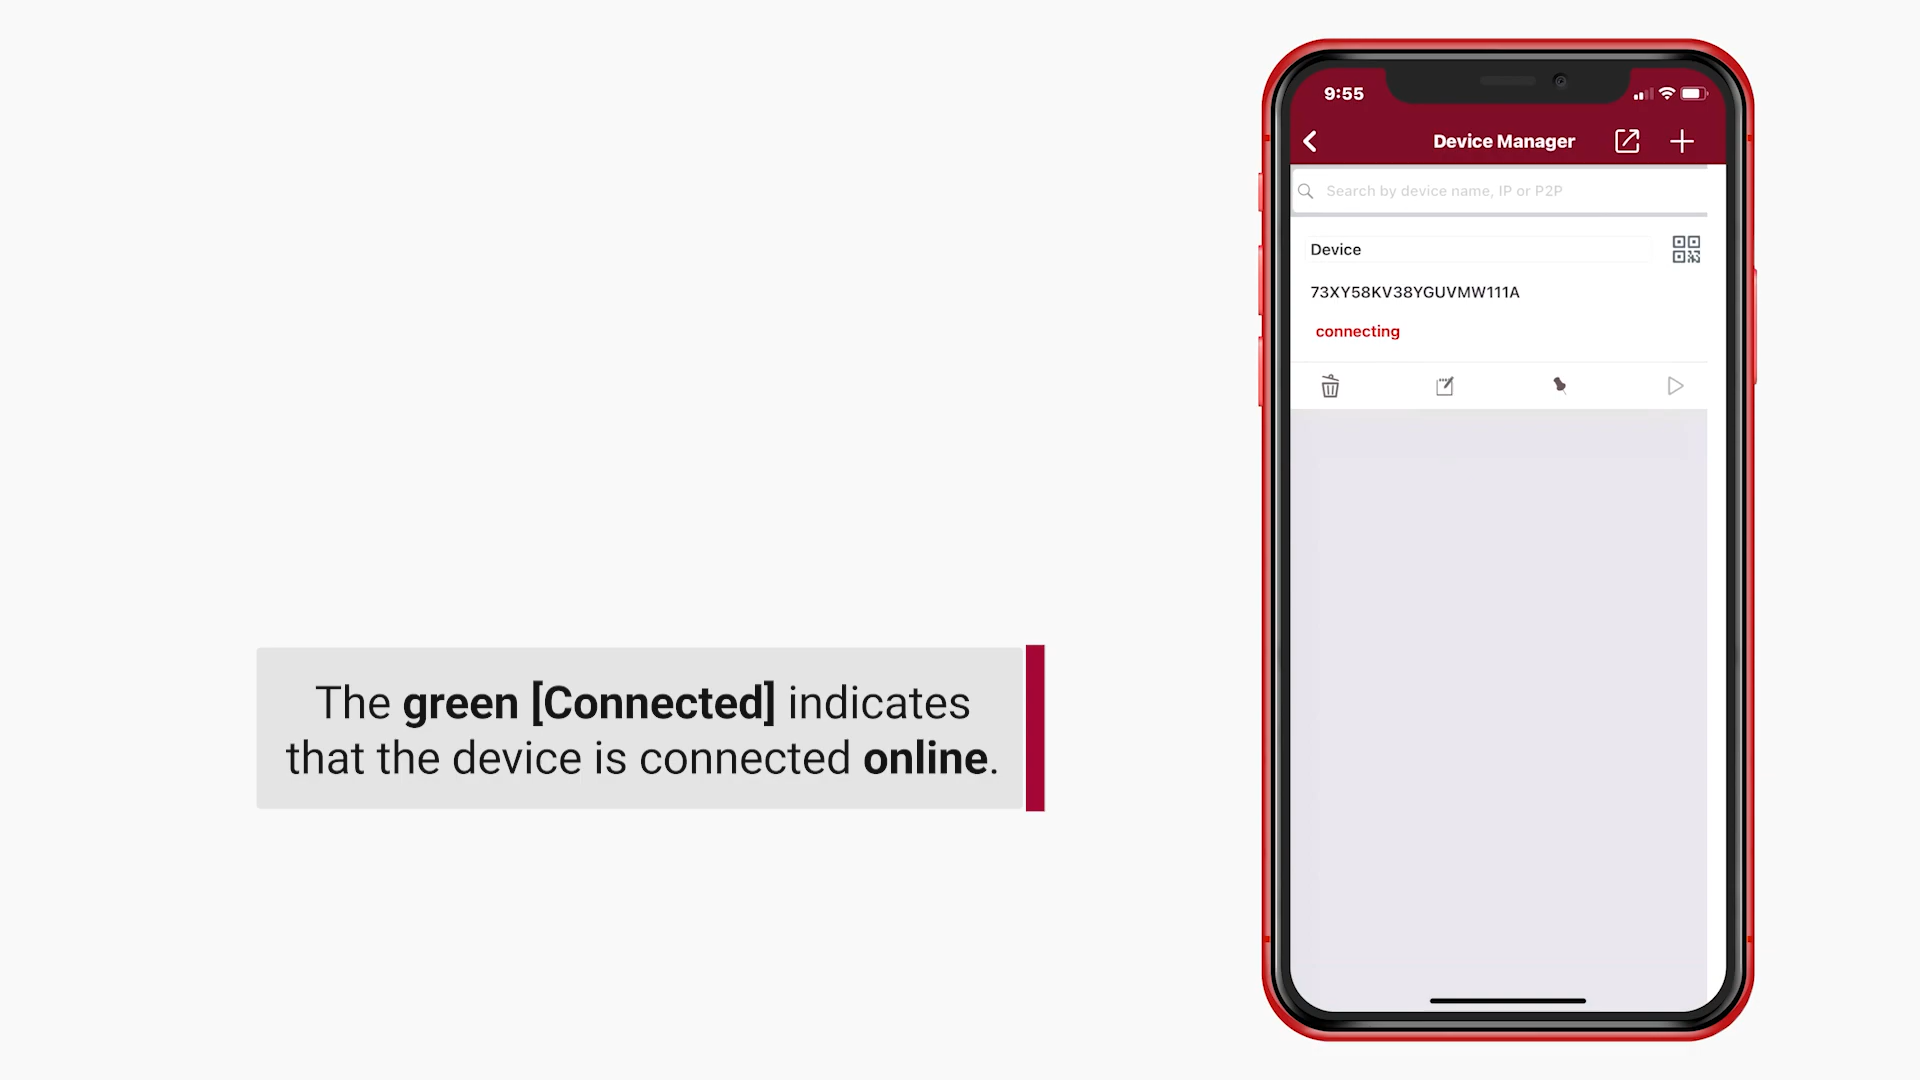 The green [Connected] indicates
that the device is connected online.
9:55
Device Manager
Search by device name, IP or P2P
Device
73XY58KV38YGUVMW111A
connecting